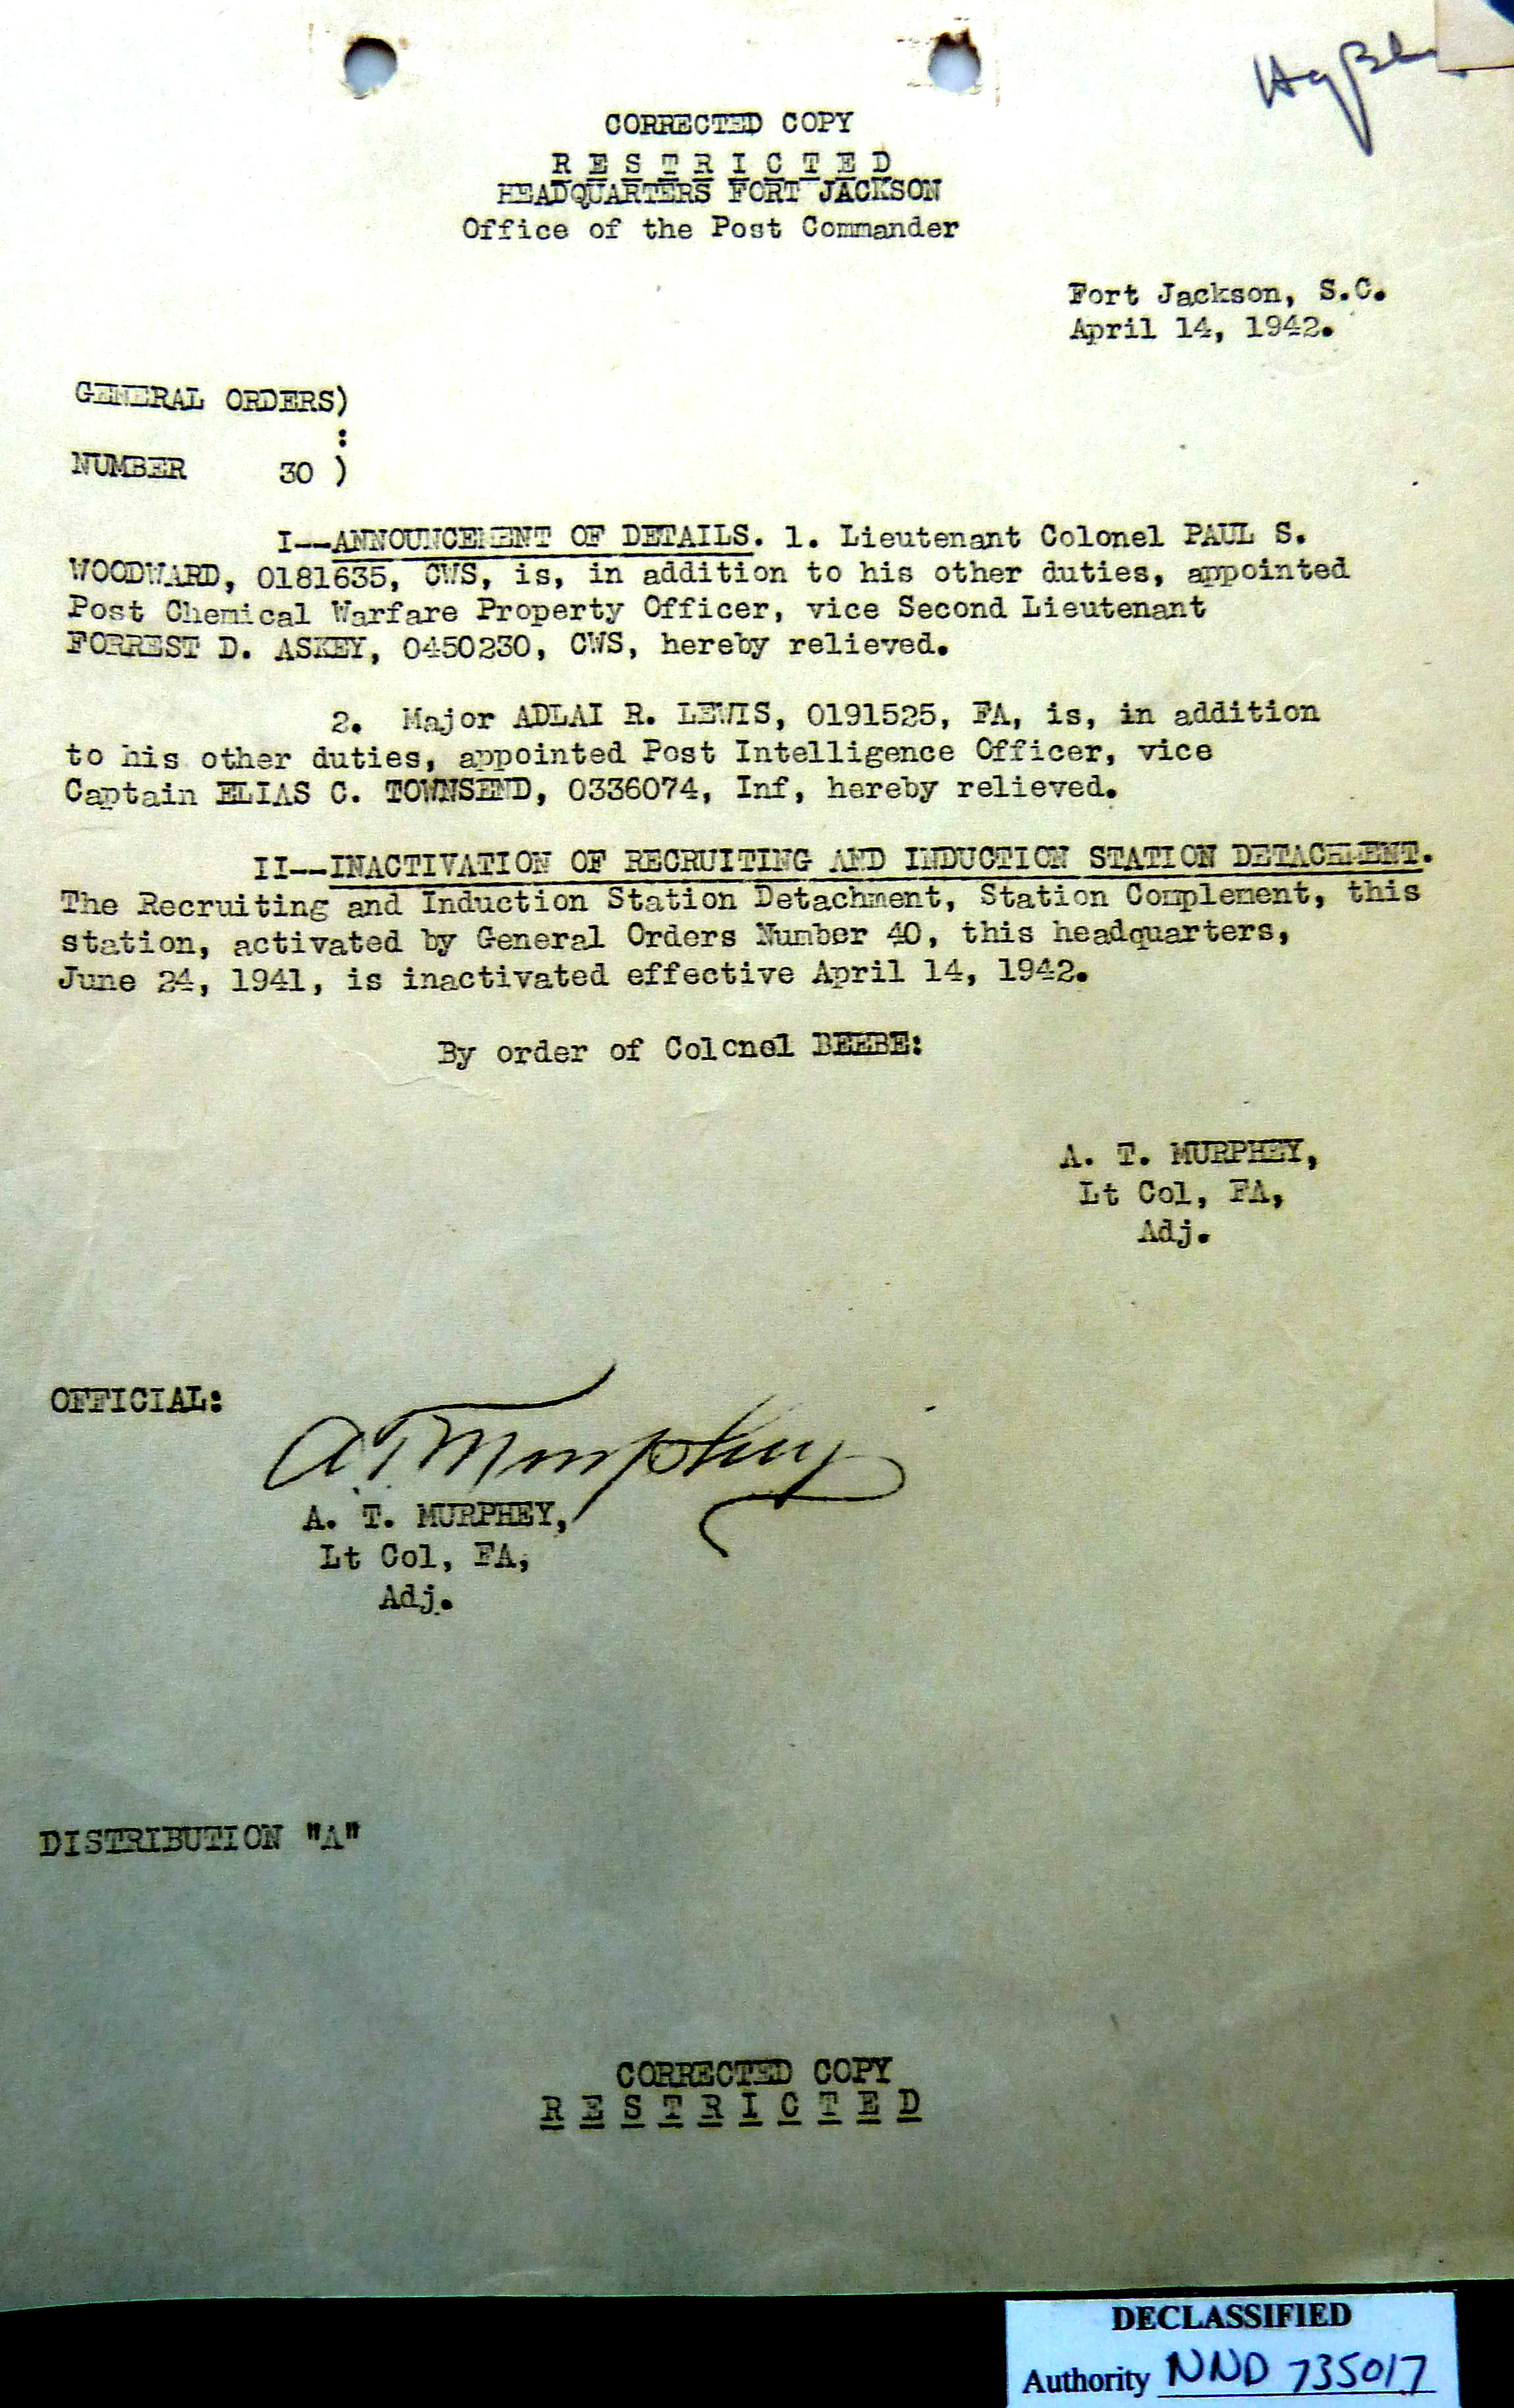 CORRECTED COPY
R E S T R I C T E D
HEADQUARTERS FORT JACKSON
Office of the Post Commander
Fort Jackson, S.C.
April 14, 1942.
GENERAL ORDERS)
:
NUMBER 30 )
I--ANNOUNCEMENT OF DETAILS. 1. Lieutenant Colonel PAUL S.
WOODWARD, 0181635, CWS, is, in addition to his other duties, appointed
Post Chemical Warfare Property Officer, vice Second Lieutenant
FORREST D. ASKEY, 0450230, CWS, hereby relieved.
2. Major ADLAI R. LEWIS, 0191525, FA, is, in addition
to his other duties, appointed Post Intelligence Officer, vice
Captain ELIAS C. TOWNSEND, 0336074, Inf, hereby relieved.
II--INACTIVATION OF RECRUITING AND INDUCTION STATION DETACHMENT.
The Recruiting and Induction Station Detachment, Station Complement, this
station, activated by General Orders Number 40, this headquarters,
June 24, 1941, is inactivated effective April 14, 1942.
By order of Colonel BEEBE:
A. T. MURPHEY,
Lt Col, FA,
Adj.
OFFICIAL:
A T Murphey
A. T. MURPHEY,
Lt Col, FA,
Adj.
DISTRIBUTION "A"
CORRECTED COPY
R E S T R I C T E D
DECLASSIFIED
Authority NND 735017